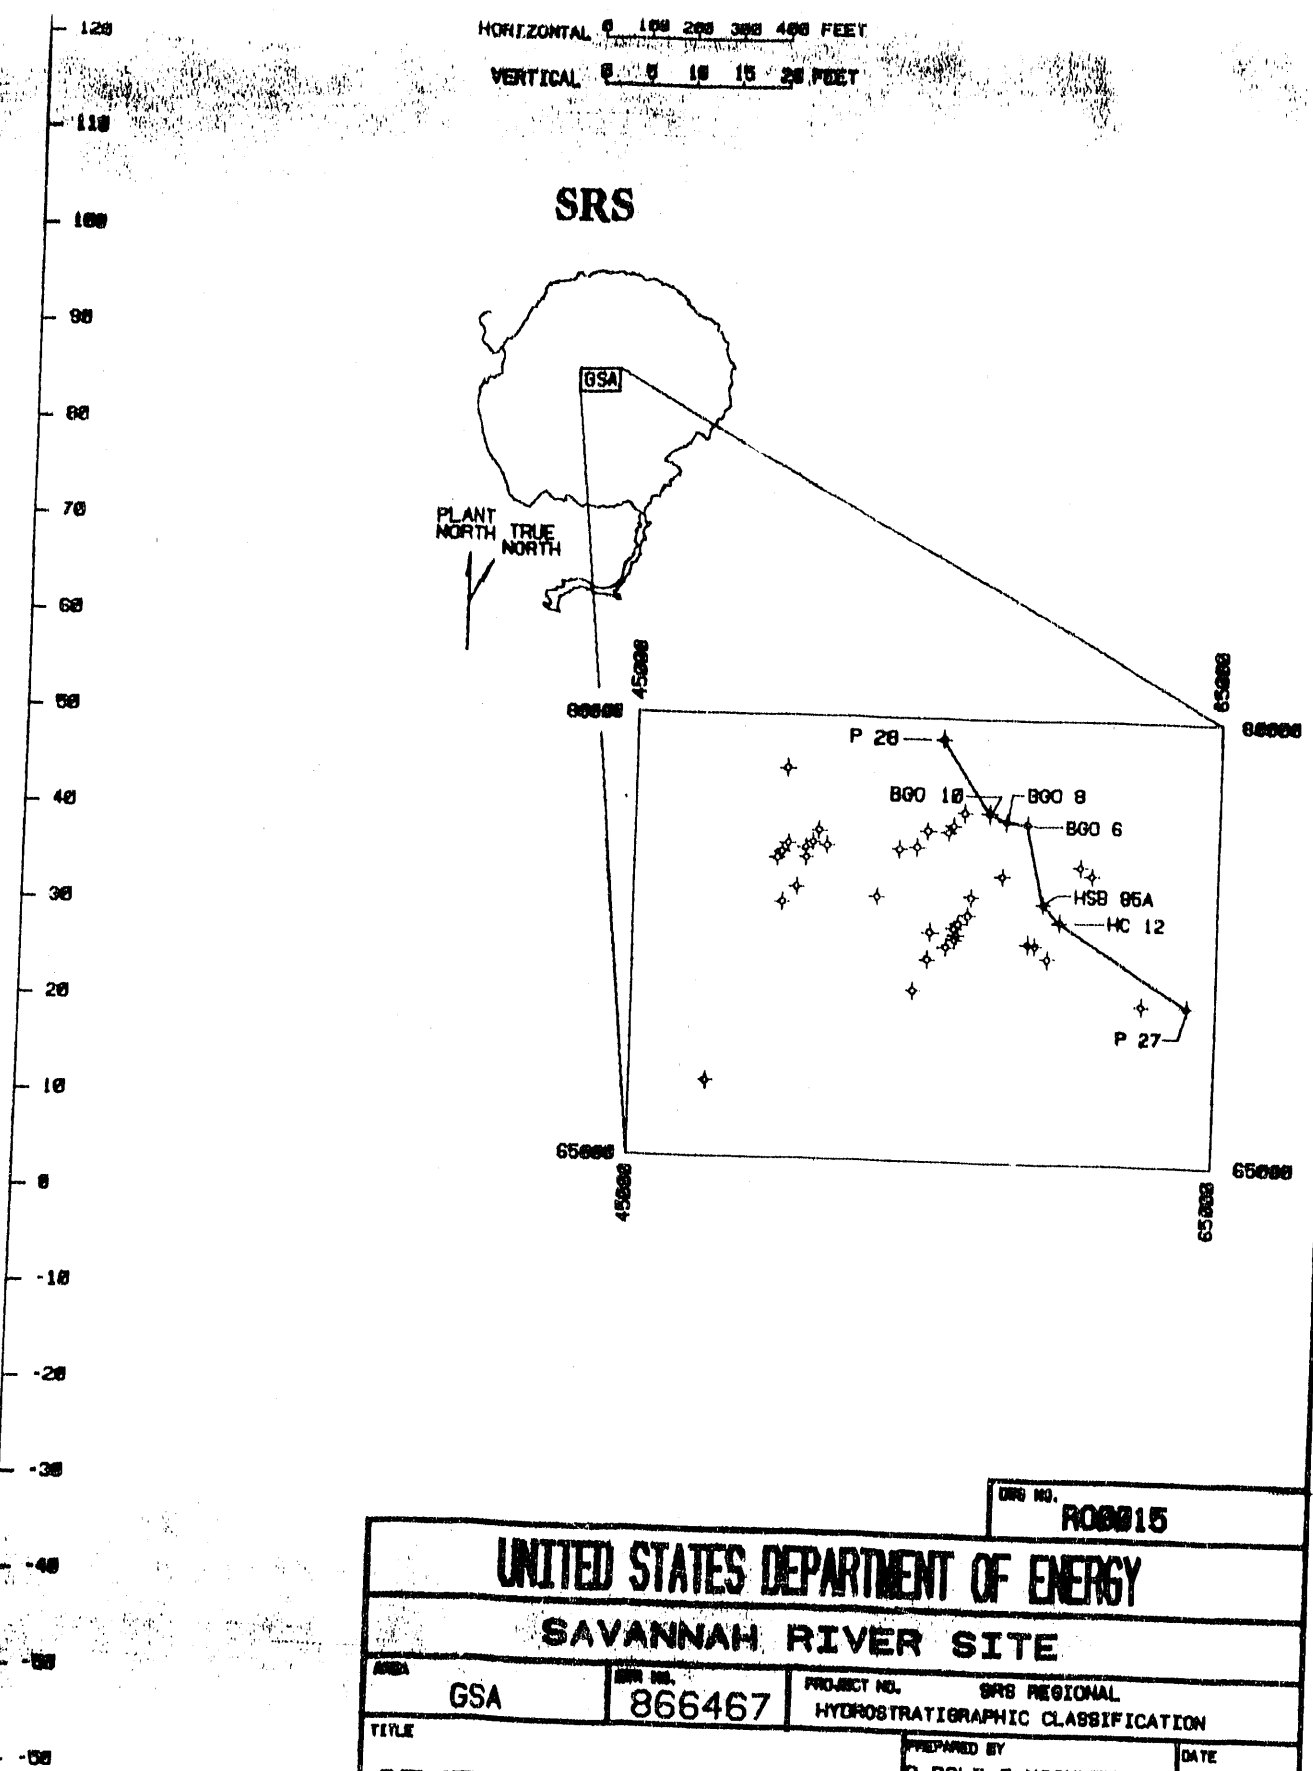 HORIZONTAL 0 100 200 300 400 FEET
VERTICAL 0 5 10 15 20 FEET
120
110
100
90
80
70
60
50
40
30
20
10
0
-10
-20
-30
-40
-50
-50
SRS
GSA
PLANT NORTH
TRUE NORTH
45000
65000
80000
80000
P 28
BGO 10
BGO 8
BGO 6
HSB 85A
HC 12
P 27
65000
65000
45000
65000
DWG NO.
R00015
UNITED STATES DEPARTMENT OF ENERGY
SAVANNAH RIVER SITE
AREA
GSA
866467
PROJECT NO. SRS REGIONAL
HYDROSTRATIGRAPHIC CLASSIFICATION
TITLE
PREPARED BY
DATE